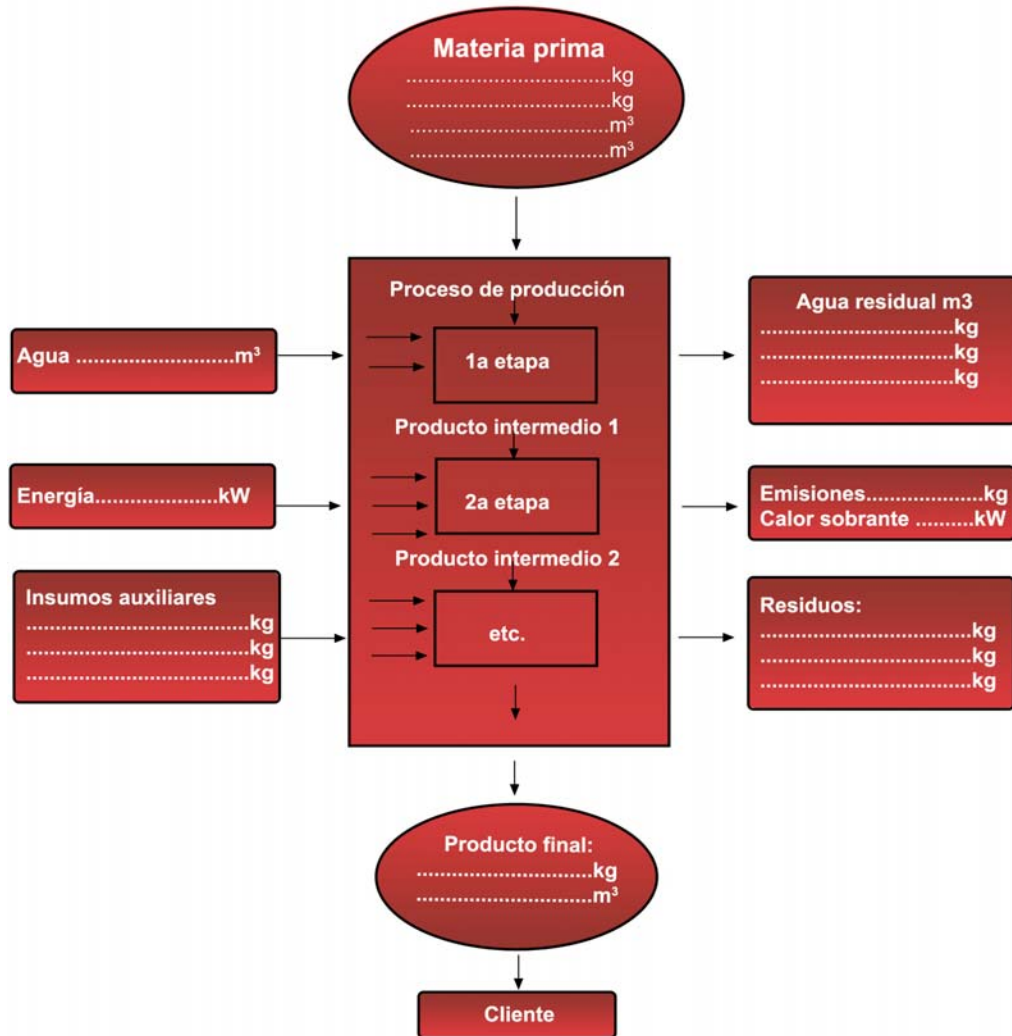 Materia prima
................................kg
................................kg
................................m³
................................m³
Proceso de producción
1a etapa
Producto intermedio 1
2a etapa
Producto intermedio 2
etc.
Agua ..........................m³
Energía.....................kW
Insumos auxiliares
....................................kg
....................................kg
....................................kg
Agua residual m3
................................kg
................................kg
................................kg
Emisiones....................kg
Calor sobrante ..........kW
Residuos:
...................................kg
...................................kg
...................................kg
Producto final:
.............................kg
.............................m³
Cliente